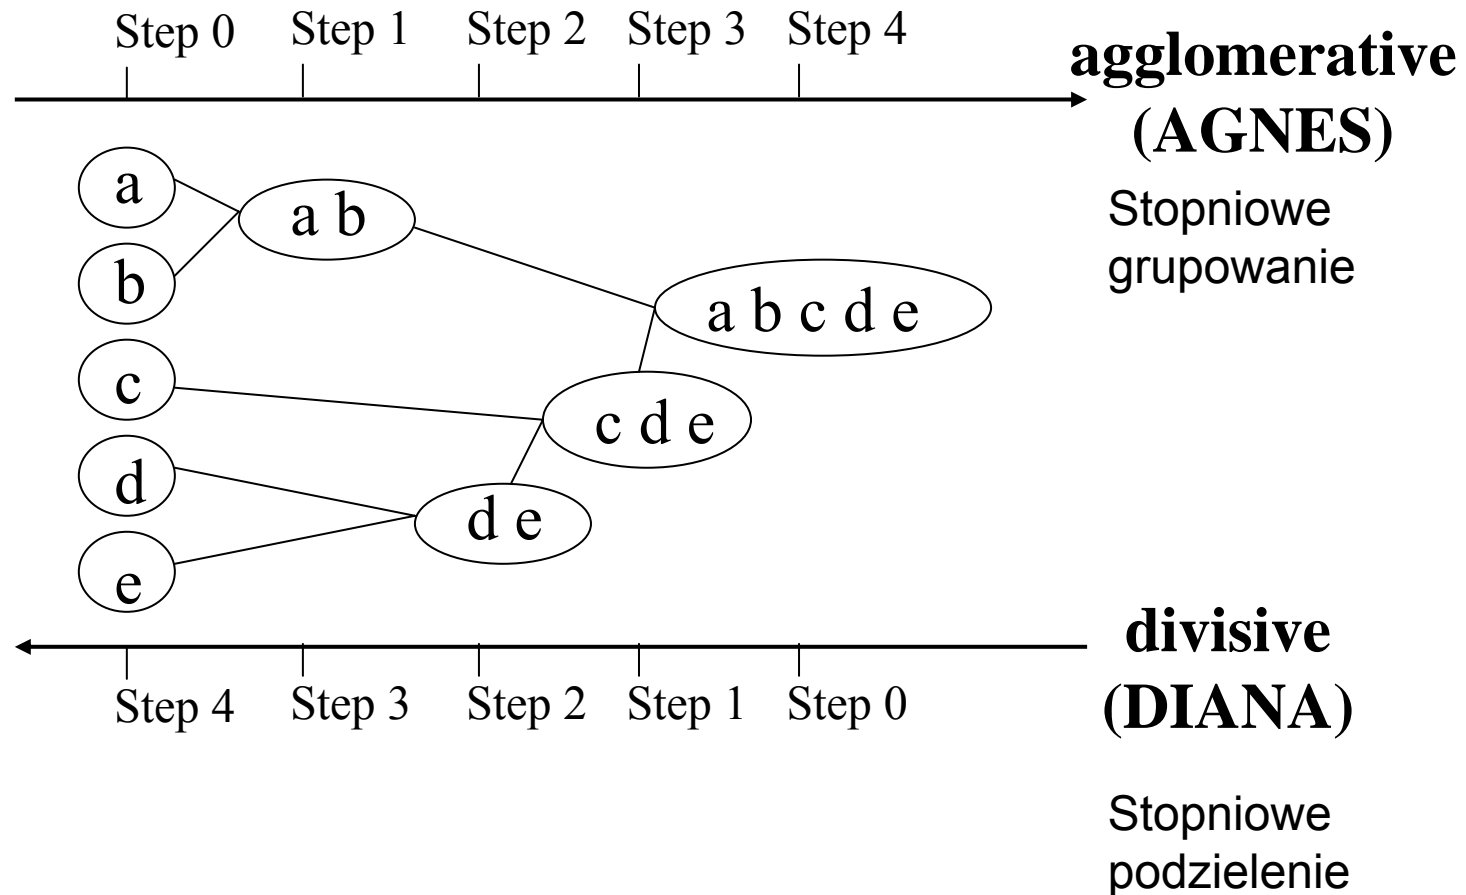 Step 0 Step 1 Step 2 Step 3 Step 4
agglomerative
(AGNES)
Stopniowe
grupowanie
a
a b
b
a b c d e
c
c d e
d
d e
e
divisive
(DIANA)
Step 4 Step 3 Step 2 Step 1 Step 0
Stopniowe
podzielenie